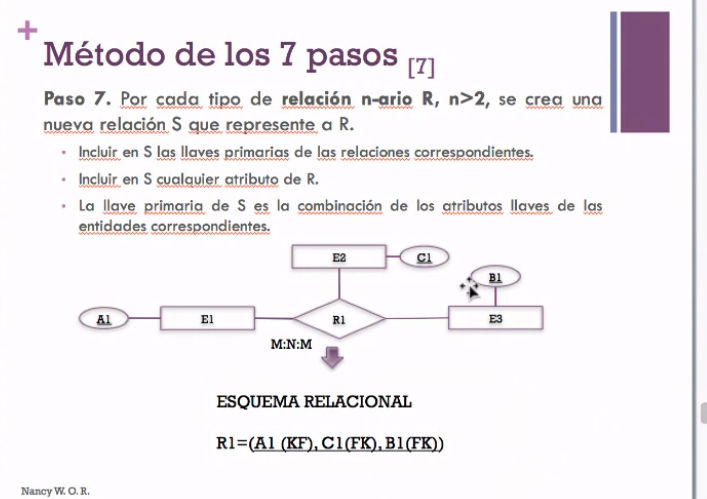 +
Método de los 7 pasos [7]
Paso 7. Por cada tipo de relación n-ario R, n>2, se crea una
nueva relación S que represente a R.
• Incluir en S las llaves primarias de las relaciones correspondientes.
• Incluir en S cualquier atributo de R.
• La llave primaria de S es la combinación de los atributos llaves de las
entidades correspondientes.
E2
C1
B1
A1
E1
R1
E3
M:N:M
ESQUEMA RELACIONAL
R1=(A1 (KF), C1(FK), B1(FK))
Nancy W. O. R.